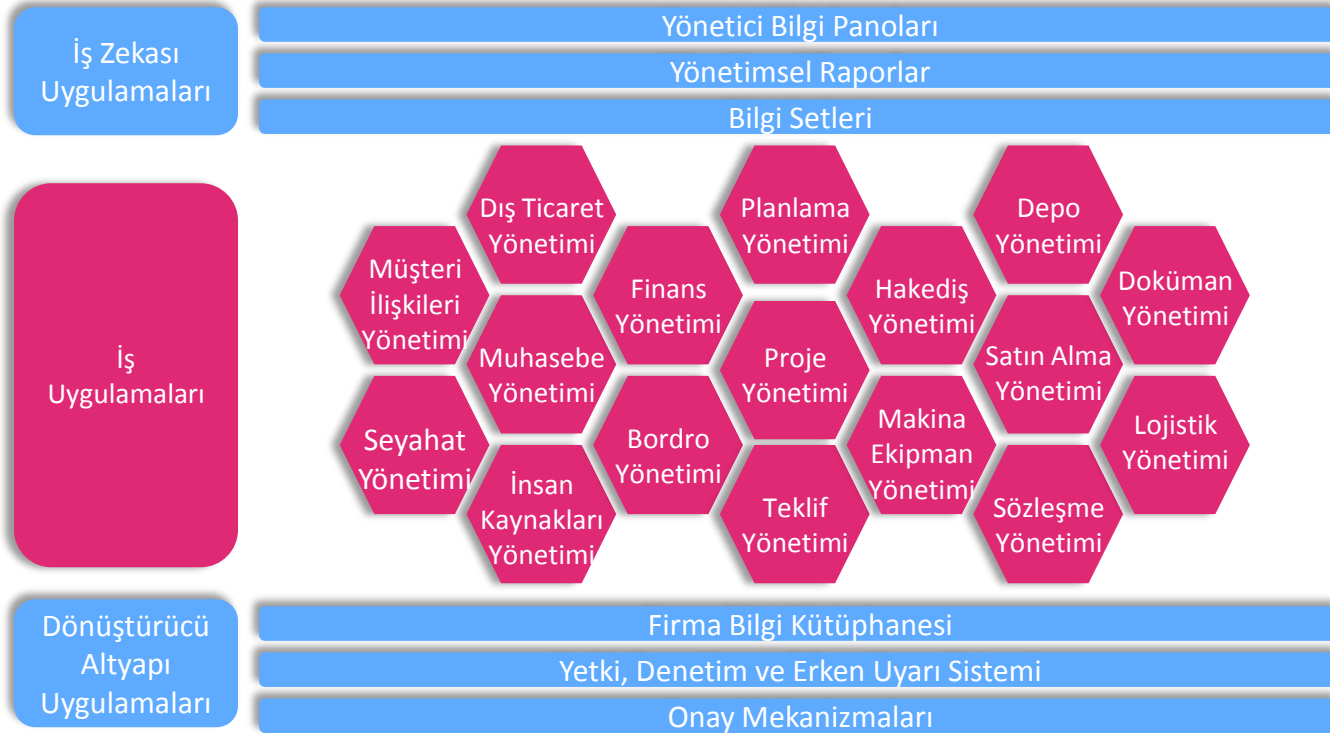 İş Zekası
Uygulamaları
Yönetici Bilgi Panoları
Yönetimsel Raporlar
Bilgi Setleri
İş
Uygulamaları
Dış Ticaret
Yönetimi
Planlama
Yönetimi
Depo
Yönetimi
Müşteri
İlişkileri
Yönetimi
Finans
Yönetimi
Hakediş
Yönetimi
Doküman
Yönetimi
Muhasebe
Yönetimi
Proje
Yönetimi
Satın Alma
Yönetimi
Seyahat
Yönetimi
Bordro
Yönetimi
Makina
Ekipman
Yönetimi
Lojistik
Yönetimi
İnsan
Kaynakları
Yönetimi
Teklif
Yönetimi
Sözleşme
Yönetimi
Dönüştürücü
Altyapı
Uygulamaları
Firma Bilgi Kütüphanesi
Yetki, Denetim ve Erken Uyarı Sistemi
Onay Mekanizmaları